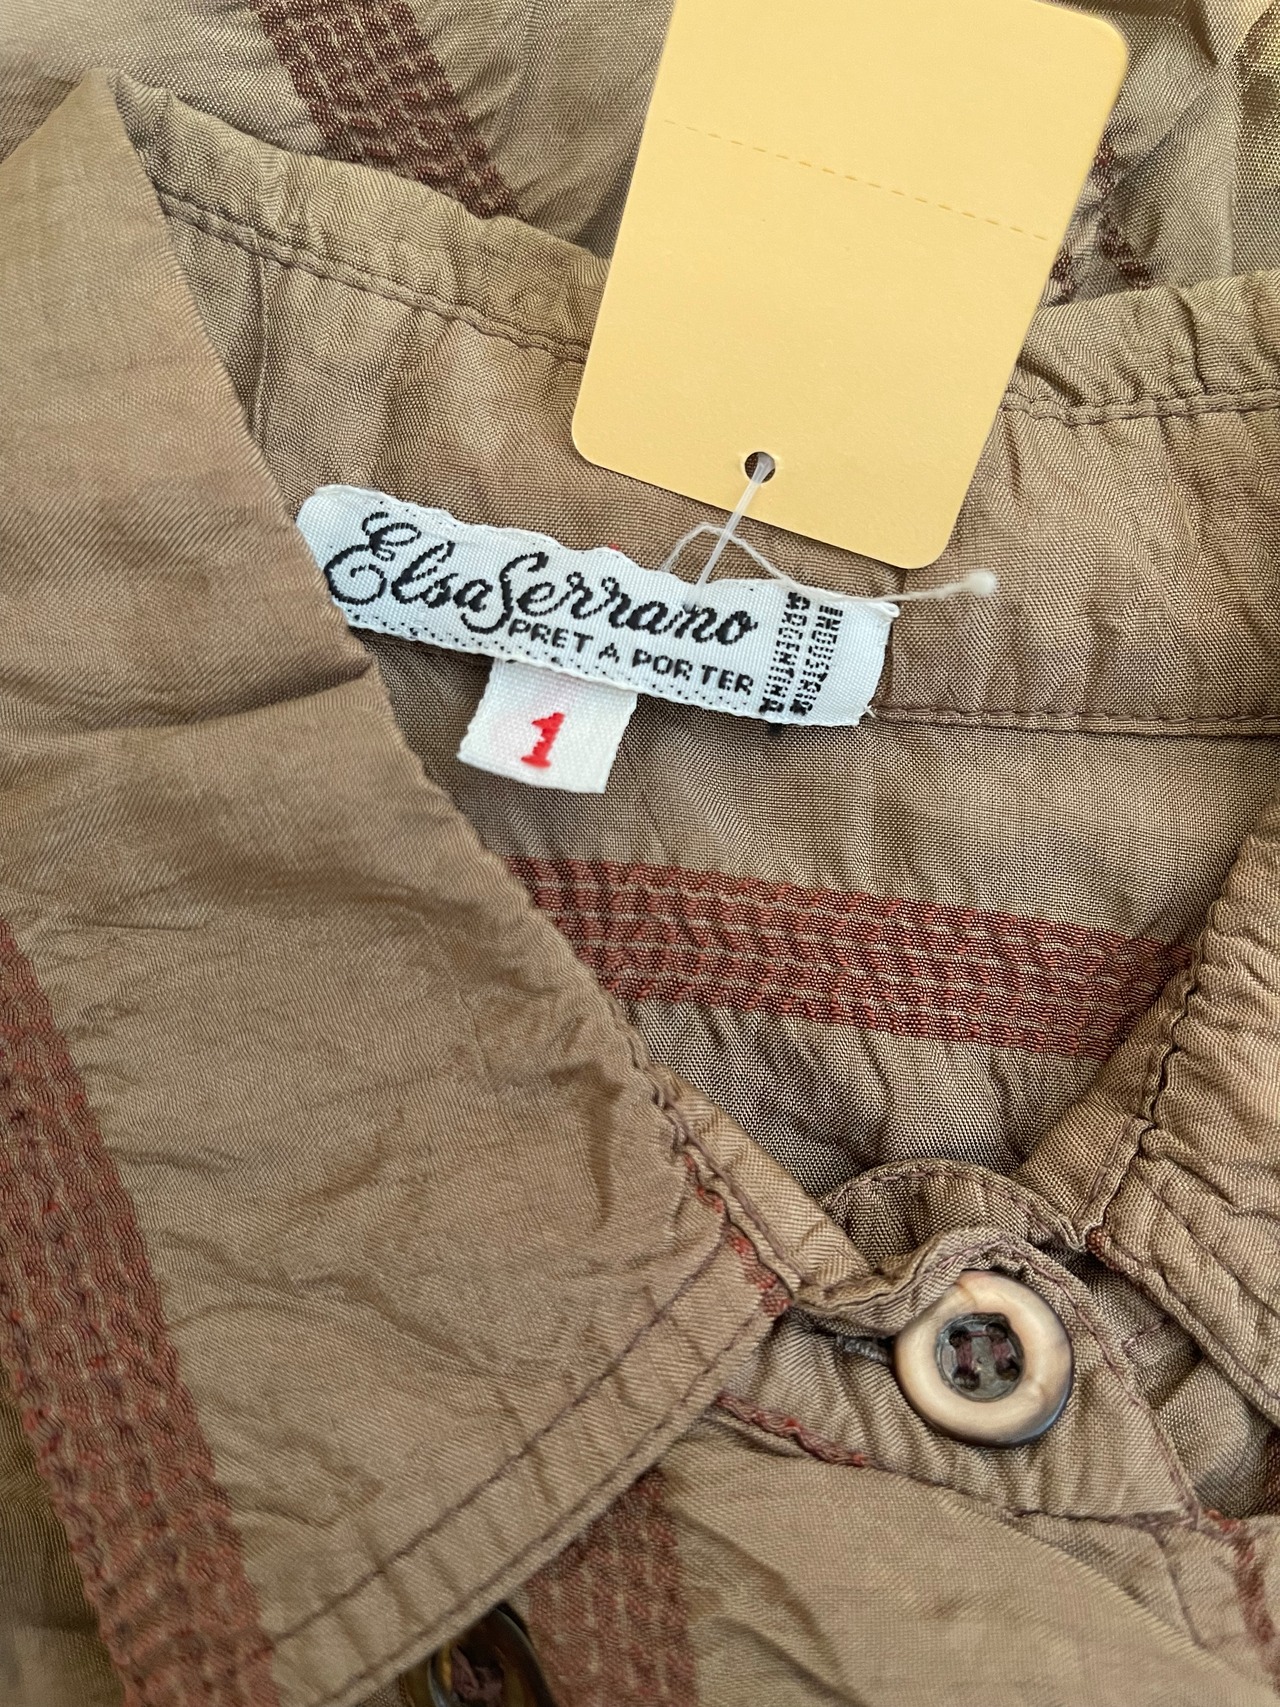 Elsa Serrano
PRET A PORTER
INDUSTRIA
ARGENTINA
1